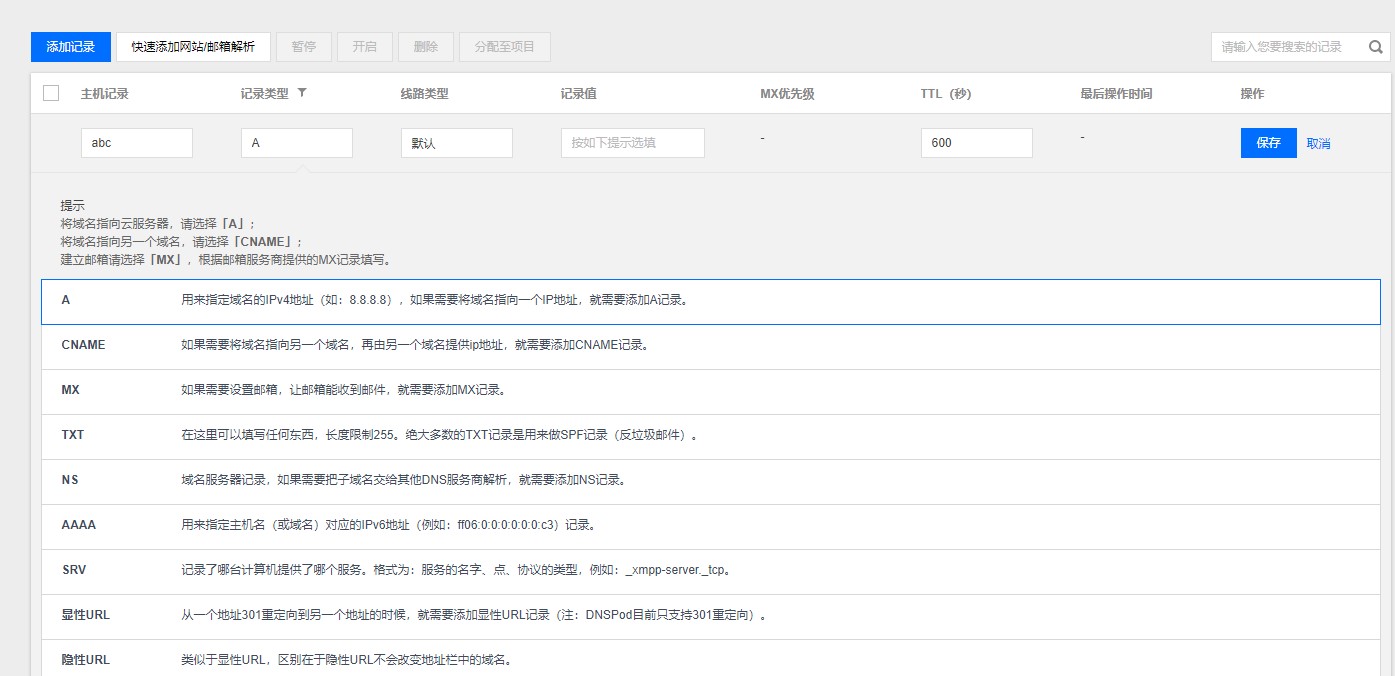 添加记录 快速添加网站/邮箱解析 暂停 开启 删除 分配至项目 请输入您要搜索的记录
主机记录 记录类型 线路类型 记录值 MX优先级 TTL（秒） 最后操作时间 操作
abc A 默认 按如下提示选填 - 600 - 保存 取消
提示
将域名指向云服务器，请选择「A」；
将域名指向另一个域名，请选择「CNAME」；
建立邮箱请选择「MX」，根据邮箱服务商提供的MX记录填写。
A 用来指定域名的IPv4地址（如：8.8.8.8），如果需要将域名指向一个IP地址，就需要添加A记录。
CNAME 如果需要将域名指向另一个域名，再由另一个域名提供ip地址，就需要添加CNAME记录。
MX 如果需要设置邮箱，让邮箱能收到邮件，就需要添加MX记录。
TXT 在这里可以填写任何东西，长度限制255。绝大多数的TXT记录是用来做SPF记录（反垃圾邮件）。
NS 域名服务器记录，如果需要把子域名交给其他DNS服务商解析，就需要添加NS记录。
AAAA 用来指定主机名（或域名）对应的IPv6地址（例如：ff06:0:0:0:0:0:0:c3）记录。
SRV 记录了哪台计算机提供了哪个服务。格式为：服务的名字、点、协议的类型，例如：_xmpp-server._tcp。
显性URL 从一个地址301重定向到另一个地址的时候，就需要添加显性URL记录（注：DNSPod目前只支持301重定向）。
隐性URL 类似于显性URL，区别在于隐性URL不会改变地址栏中的域名。